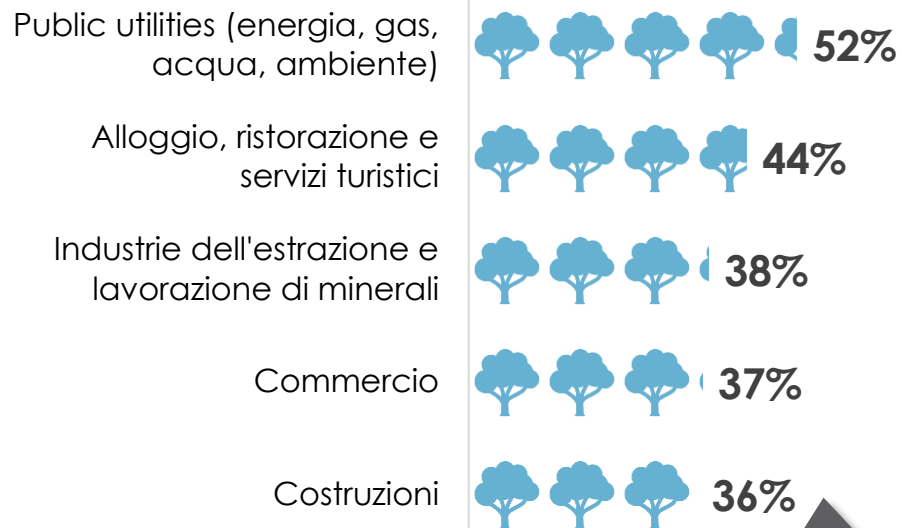 Public utilities (energia, gas,
acqua, ambiente)
52%
Alloggio, ristorazione e
servizi turistici
44%
Industrie dell'estrazione e
lavorazione di minerali
38%
Commercio
37%
Costruzioni
36%